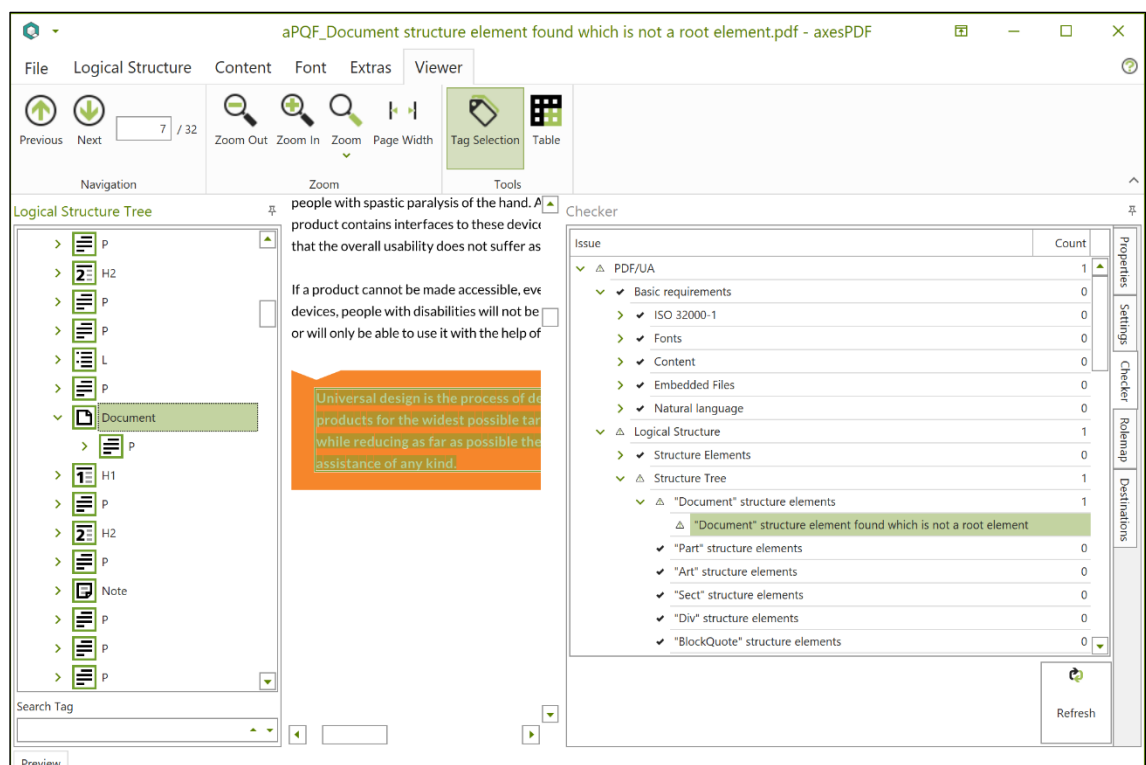 aPQF_Document structure element found which is not a root element.pdf - axesPDF
File Logical Structure Content Font Extras Viewer
Previous Next 7 / 32 Zoom Out Zoom In Zoom Page Width Tag Selection Table
Navigation Zoom Tools
Logical Structure Tree
P
H2
P
P
L
P
Document
P
H1
P
H2
P
Note
P
P
P
Search Tag
Preview
people with spastic paralysis of the hand. A
product contains interfaces to these device
that the overall usability does not suffer as
If a product cannot be made accessible, eve
devices, people with disabilities will not be
or will only be able to use it with the help of
Universal design is the process of de
products for the widest possible tar
while reducing as far as possible the
assistance of any kind.
Checker
Issue Count
PDF/UA 1
Basic requirements 0
ISO 32000-1 0
Fonts 0
Content 0
Embedded Files 0
Natural language 0
Logical Structure 1
Structure Elements 0
Structure Tree 1
"Document" structure elements 1
"Document" structure element found which is not a root element
"Part" structure elements 0
"Art" structure elements 0
"Sect" structure elements 0
"Div" structure elements 0
"BlockQuote" structure elements 0
Refresh
Properties
Settings
Checker
Rolemap
Destinations